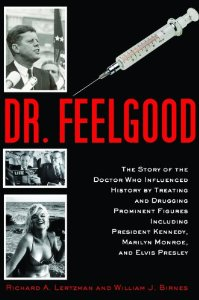 DR. FEELGOOD
THE STORY OF THE
DOCTOR WHO INFLUENCED
HISTORY BY TREATING
AND DRUGGING
PROMINENT FIGURES
INCLUDING
PRESIDENT KENNEDY,
MARILYN MONROE,
AND ELVIS PRESLEY
RICHARD A. LERTZMAN AND WILLIAM J. BIRNES